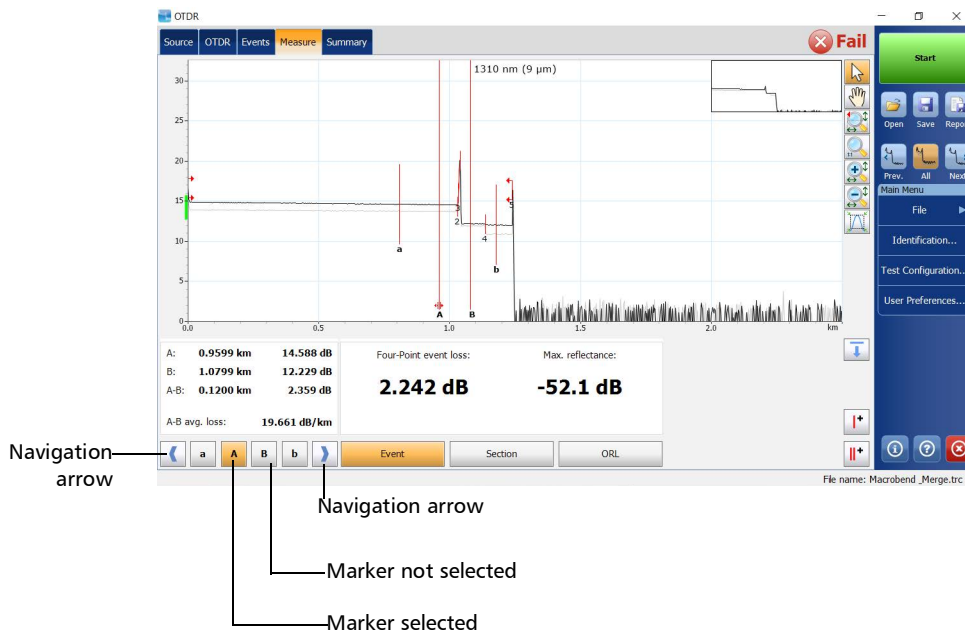 OTDR
Source OTDR Events Measure Summary
Fail
Start
1310 nm (9 µm)
30
25
20
15
10
5
0
0.0 0.5 1.0 1.5 2.0 km
a
A
B
b
2
3
4
5
Open Save Repor
Prev. All Next
Main Menu
File
Identification...
Test Configuration..
User Preferences...
A: 0.9599 km 14.588 dB
B: 1.0799 km 12.229 dB
A-B: 0.1200 km 2.359 dB
A-B avg. loss: 19.661 dB/km
Four-Point event loss:
2.242 dB
Max. reflectance:
-52.1 dB
a A B b Event Section ORL
File name: Macrobend _Merge.trc
Navigation
arrow
Navigation arrow
Marker not selected
Marker selected